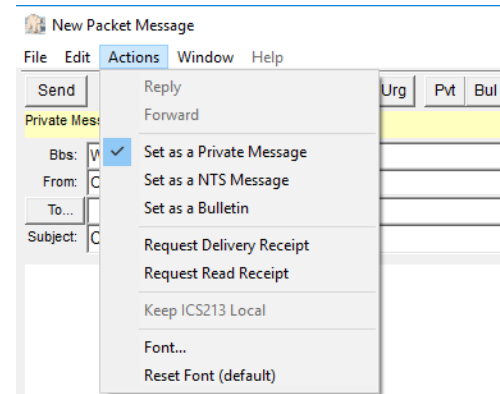 New Packet Message
File Edit Actions Window Help
Send Urg Pvt Bul
Private Mess
Reply
Forward
Bbs: W
Set as a Private Message
From: C
Set as a NTS Message
To...
Set as a Bulletin
Subject: C
Request Delivery Receipt
Request Read Receipt
Keep ICS213 Local
Font...
Reset Font (default)